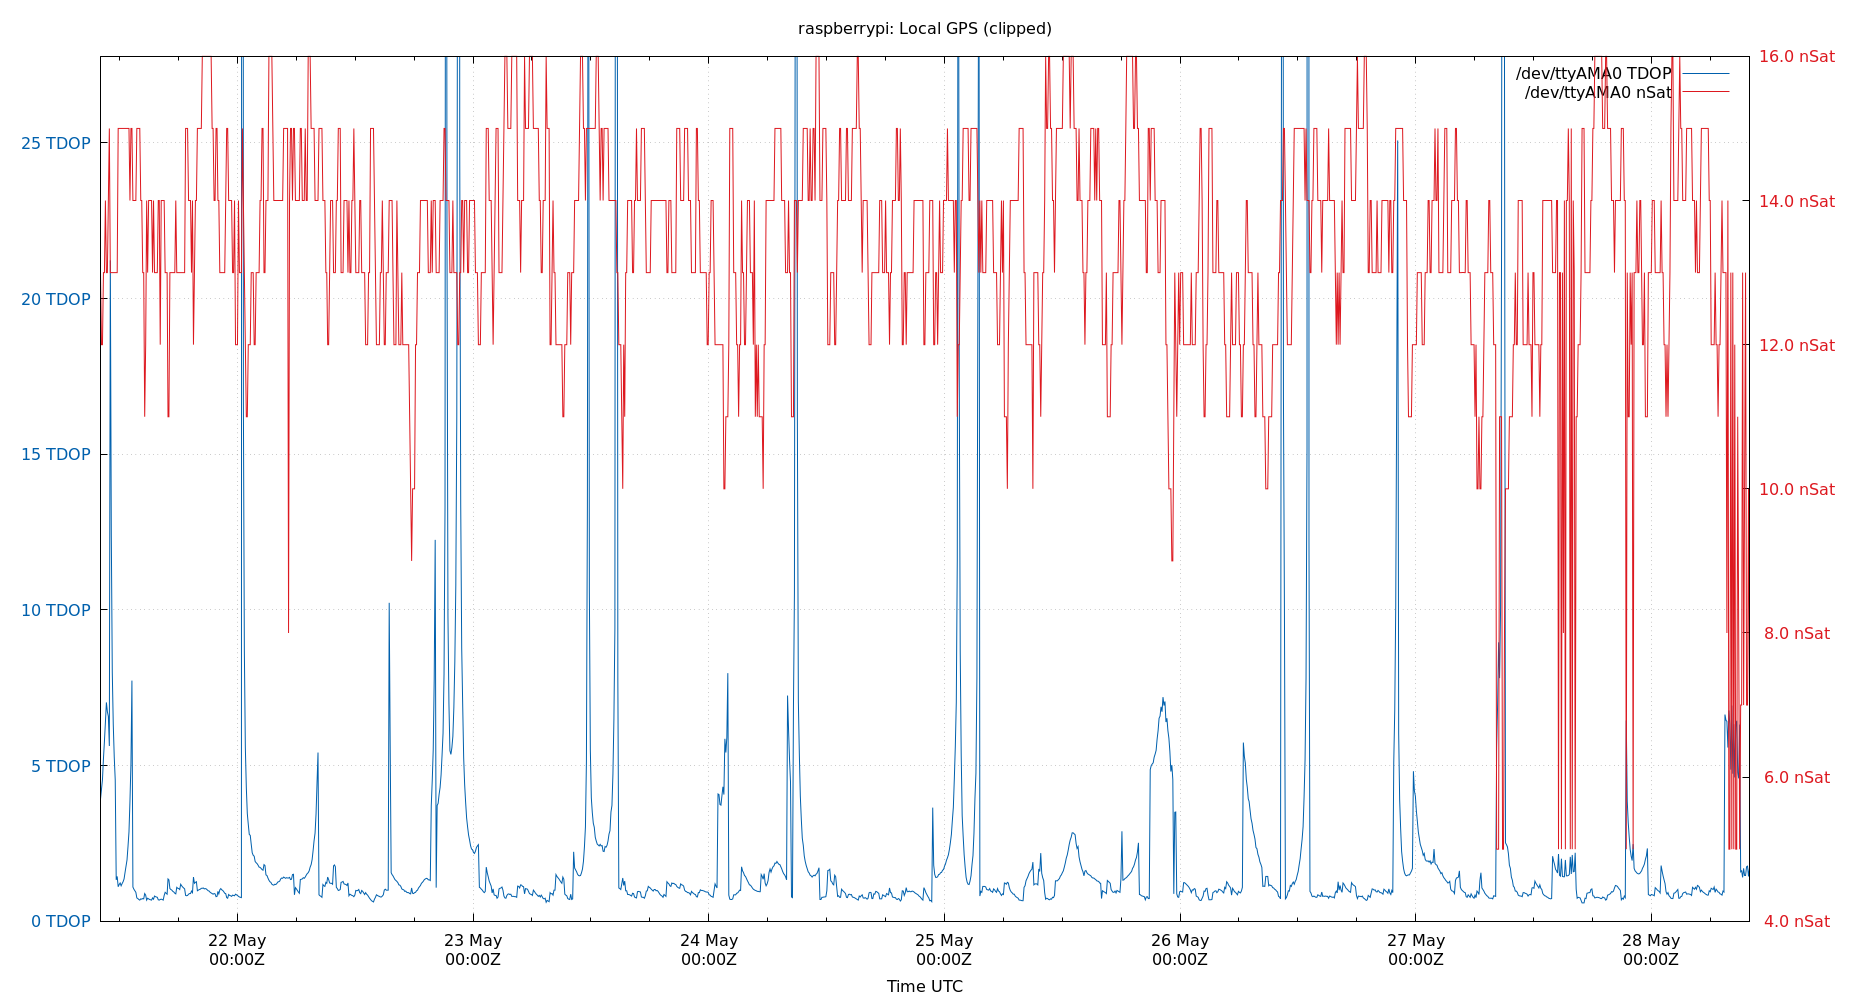 raspberrypi: Local GPS (clipped)
/dev/ttyAMA0 TDOP
/dev/ttyAMA0 nSat
25 TDOP
20 TDOP
15 TDOP
10 TDOP
5 TDOP
0 TDOP
16.0 nSat
14.0 nSat
12.0 nSat
10.0 nSat
8.0 nSat
6.0 nSat
4.0 nSat
22 May
00:00Z
23 May
00:00Z
24 May
00:00Z
25 May
00:00Z
26 May
00:00Z
27 May
00:00Z
28 May
00:00Z
Time UTC